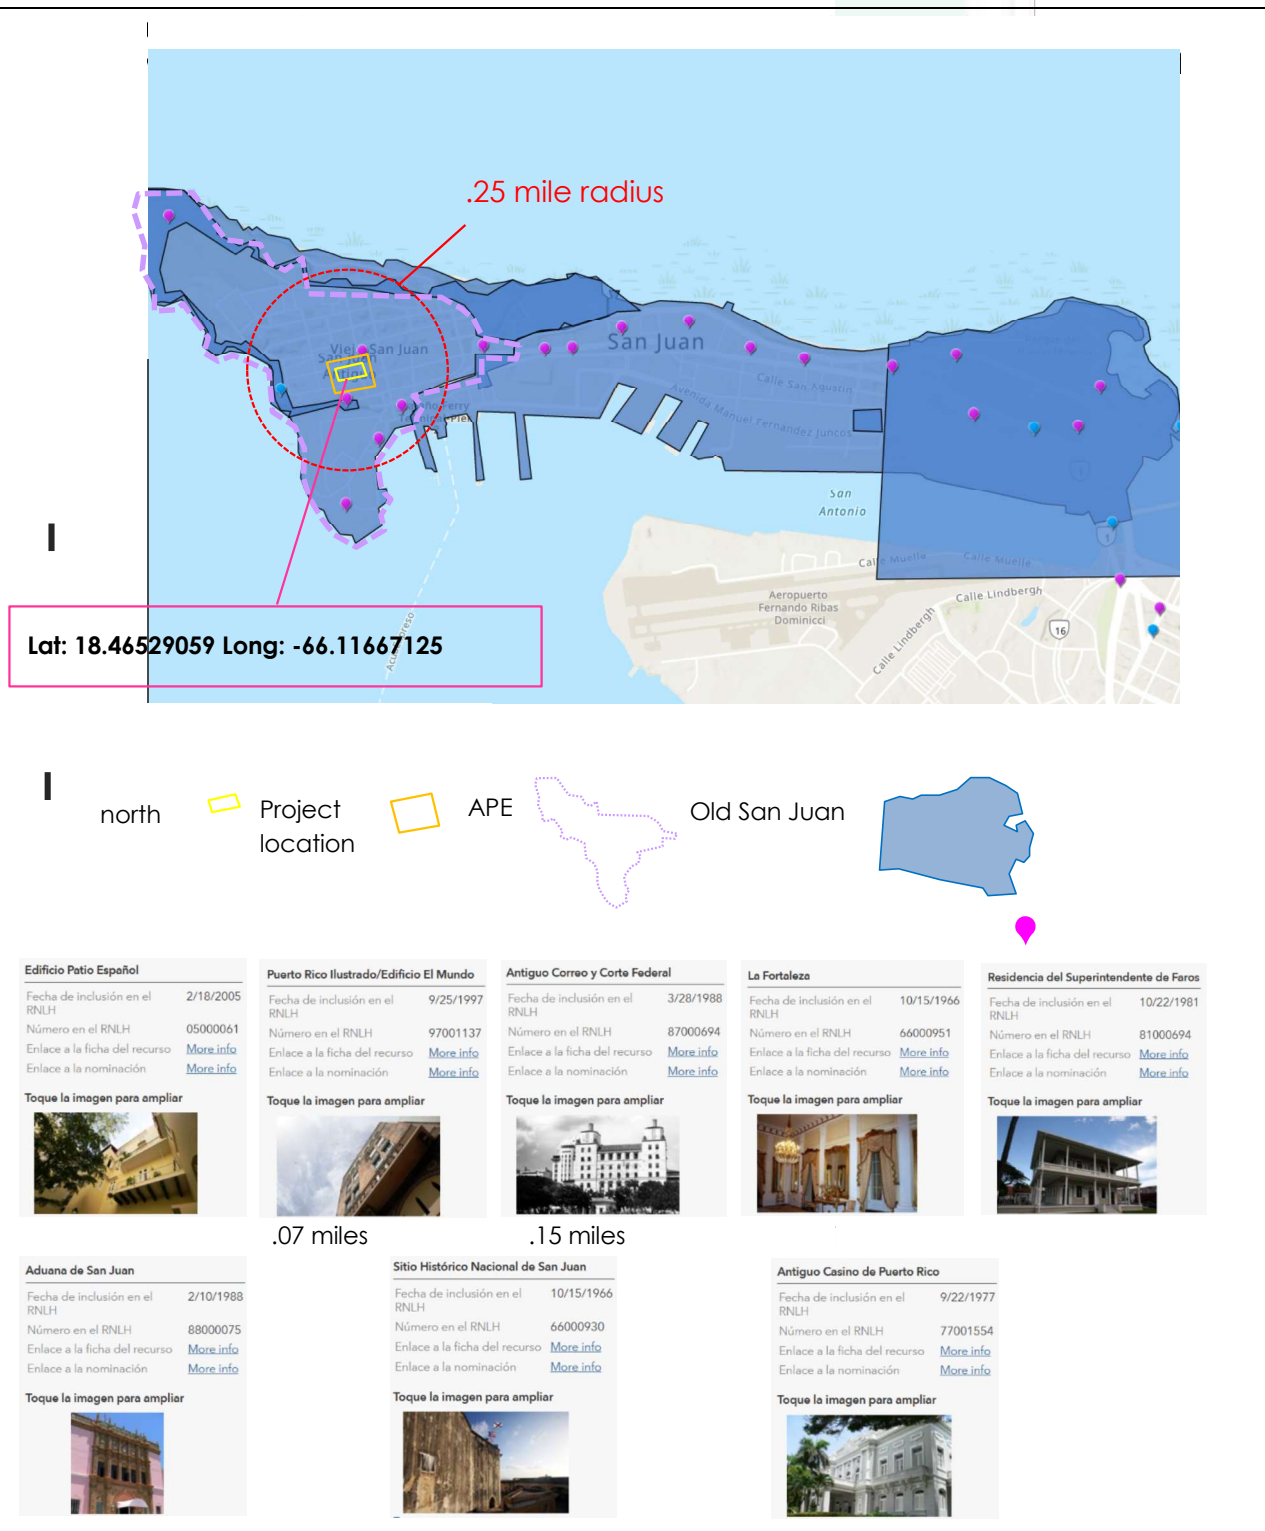 .25 mile radius
Viejo San Juan
San Juan
Antiguo
San Juan
Calle San Agustin
Avenida Manuel Fernandez Juncos
Ferry
Terminal Pier
San
Antonio
Calle Muelle
Calle Muelle
1
1
Aeropuerto
Fernando Ribas
Dominicci
Calle Lindbergh
Calle Lindbergh
16
Acuaexpreso
Lat: 18.46529059 Long: -66.11667125
north
Project
location
APE
Old San Juan
Edificio Patio Español
Fecha de inclusión en el 2/18/2005
RNLH
Número en el RNLH 05000061
Enlace a la ficha del recurso More info
Enlace a la nominación More info
Toque la imagen para ampliar
Puerto Rico Ilustrado/Edificio El Mundo
Fecha de inclusión en el 9/25/1997
RNLH
Número en el RNLH 97001137
Enlace a la ficha del recurso More info
Enlace a la nominación More info
Toque la imagen para ampliar
.07 miles
Antiguo Correo y Corte Federal
Fecha de inclusión en el 3/28/1988
RNLH
Número en el RNLH 87000694
Enlace a la ficha del recurso More info
Enlace a la nominación More info
Toque la imagen para ampliar
.15 miles
La Fortaleza
Fecha de inclusión en el 10/15/1966
RNLH
Número en el RNLH 66000951
Enlace a la ficha del recurso More info
Enlace a la nominación More info
Toque la imagen para ampliar
Residencia del Superintendente de Faros
Fecha de inclusión en el 10/22/1981
RNLH
Número en el RNLH 81000694
Enlace a la ficha del recurso More info
Enlace a la nominación More info
Toque la imagen para ampliar
Aduana de San Juan
Fecha de inclusión en el 2/10/1988
RNLH
Número en el RNLH 88000075
Enlace a la ficha del recurso More info
Enlace a la nominación More info
Toque la imagen para ampliar
Sitio Histórico Nacional de San Juan
Fecha de inclusión en el 10/15/1966
RNLH
Número en el RNLH 66000930
Enlace a la ficha del recurso More info
Enlace a la nominación More info
Toque la imagen para ampliar
Antiguo Casino de Puerto Rico
Fecha de inclusión en el 9/22/1977
RNLH
Número en el RNLH 77001554
Enlace a la ficha del recurso More info
Enlace a la nominación More info
Toque la imagen para ampliar